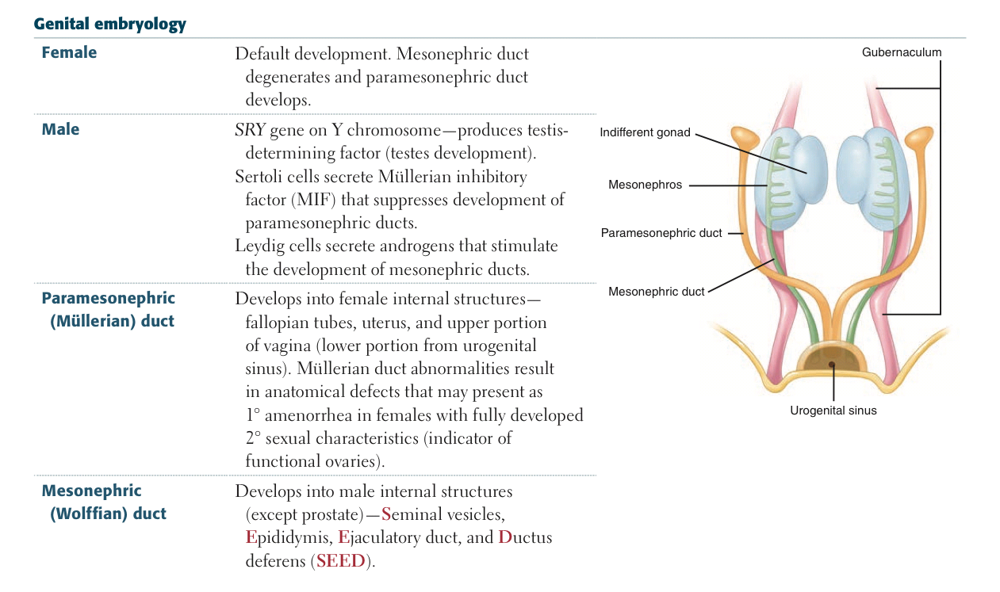 Genital embryology
Female
Default development. Mesonephric duct
degenerates and paramesonephric duct
develops.
Male
SRY gene on Y chromosome—produces testis-
determining factor (testes development).
Sertoli cells secrete Müllerian inhibitory
factor (MIF) that suppresses development of
paramesonephric ducts.
Leydig cells secrete androgens that stimulate
the development of mesonephric ducts.
Paramesonephric
(Müllerian) duct
Develops into female internal structures—
fallopian tubes, uterus, and upper portion
of vagina (lower portion from urogenital
sinus). Müllerian duct abnormalities result
in anatomical defects that may present as
1° amenorrhea in females with fully developed
2° sexual characteristics (indicator of
functional ovaries).
Mesonephric
(Wolffian) duct
Develops into male internal structures
(except prostate)—Seminal vesicles,
Epididymis, Ejaculatory duct, and Ductus
deferens (SEED).
Gubernaculum
Indifferent gonad
Mesonephros
Paramesonephric duct
Mesonephric duct
Urogenital sinus